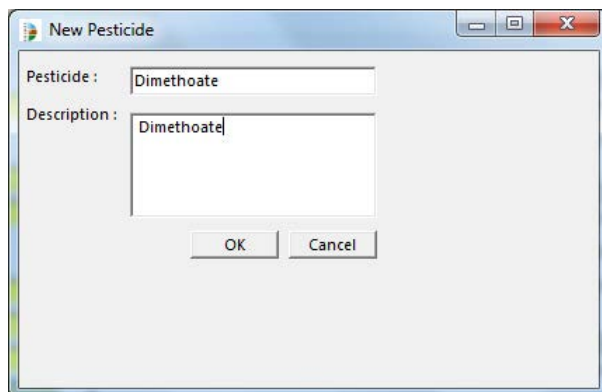 New Pesticide
Pesticide : Dimethoate
Description : Dimethoate
OK Cancel